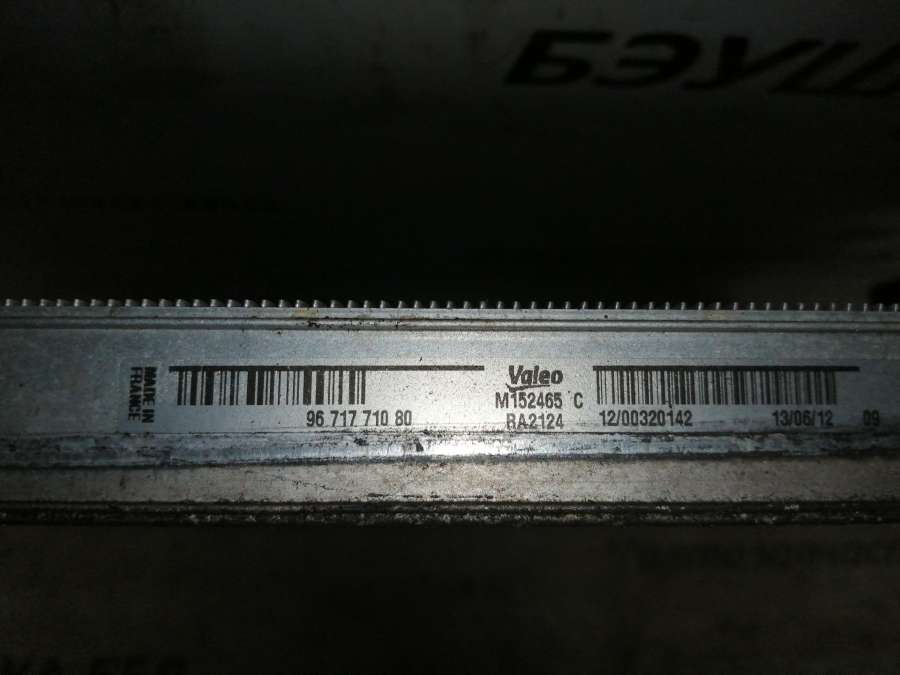 БЭУШ
MADE IN
FRANCE
96 717 710 80
Valeo
M152465 C
RA2124
12/00320142
13/06/12
09